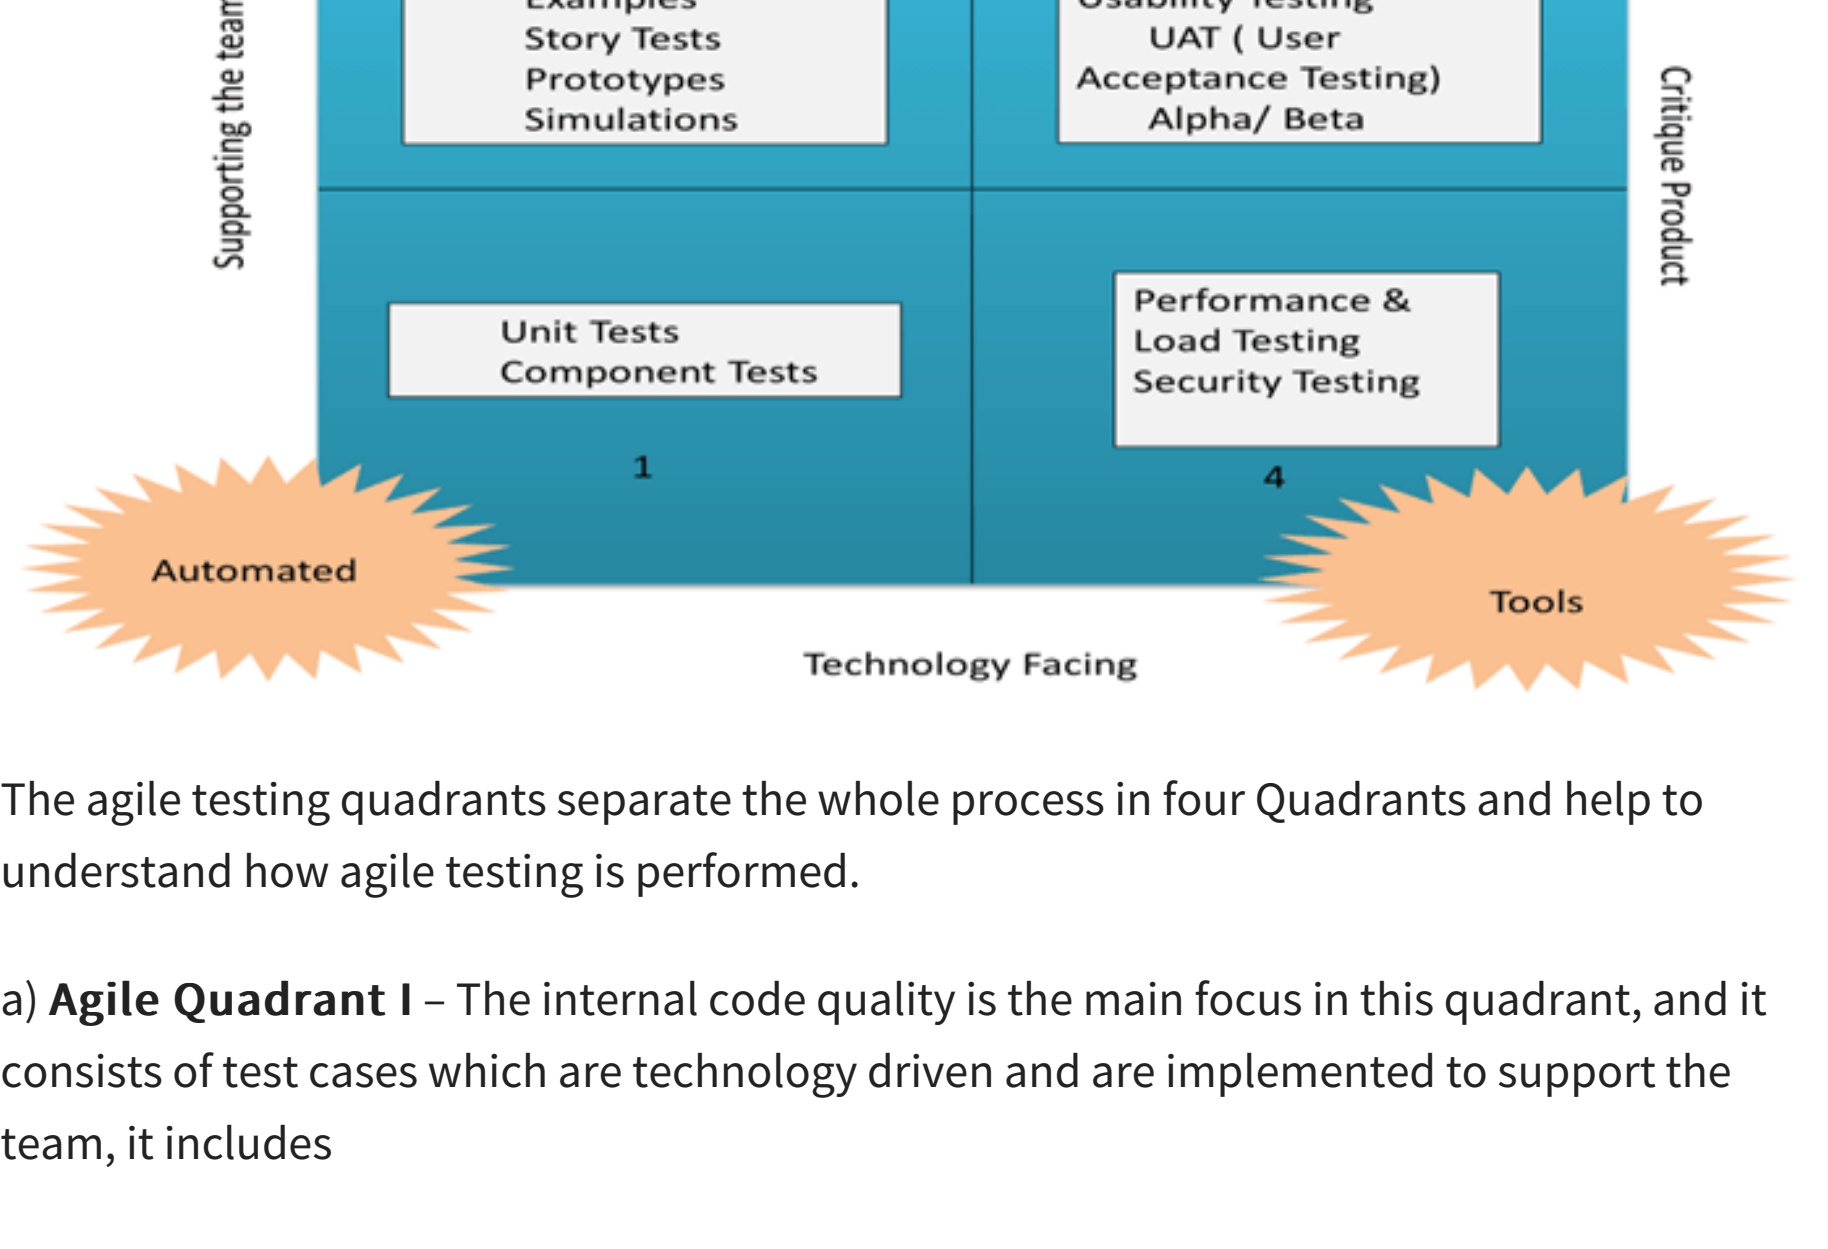 Examples
Story Tests
Prototypes
Simulations
Usability Testing
UAT ( User
Acceptance Testing)
Alpha/ Beta
Supporting the team
Critique Product
Unit Tests
Component Tests
1
Performance &
Load Testing
Security Testing
4
Automated
Tools
Technology Facing
The agile testing quadrants separate the whole process in four Quadrants and help to
understand how agile testing is performed.
a) Agile Quadrant I – The internal code quality is the main focus in this quadrant, and it
consists of test cases which are technology driven and are implemented to support the
team, it includes